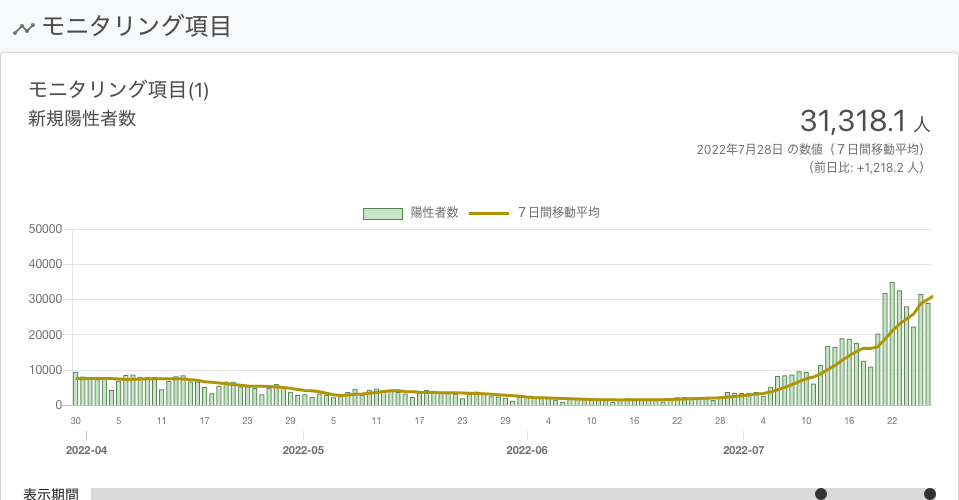 モニタリング項目
モニタリング項目(1)
新規陽性者数
31,318.1 人
2022年7月28日 の数値（７日間移動平均）
（前日比: +1,218.2 人）
陽性者数 ７日間移動平均
50000
40000
30000
20000
10000
0
30 5 11 17 23 29 5 11 17 23 29 4 10 16 22 28 4 10 16 22
2022-04 2022-05 2022-06 2022-07
表示期間